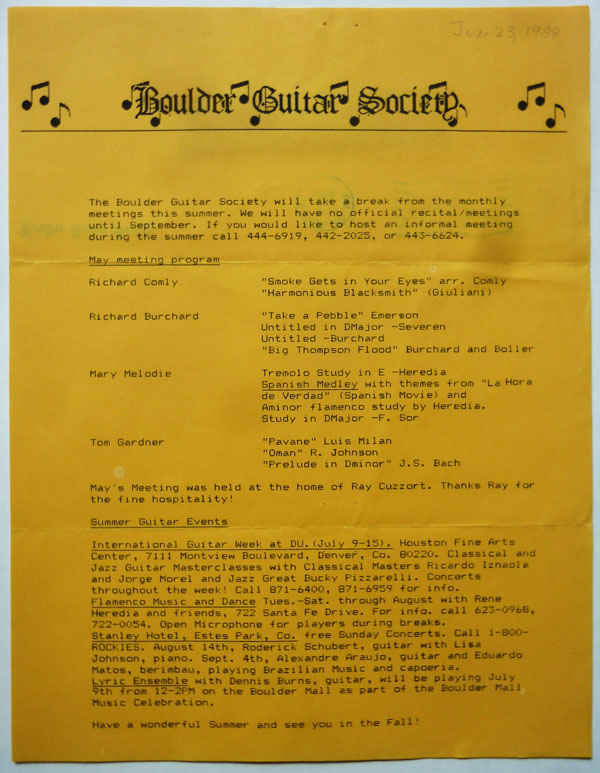 Jun 23, 1988
Boulder Guitar Society
The Boulder Guitar Society will take a break from the monthly
meetings this summer. We will have no official recital/meetings
until September. If you would like to host an informal meeting
during the summer call 444-6919, 442-2025, or 443-6624.
May meeting program
Richard Comly "Smoke Gets in Your Eyes" arr. Comly
"Harmonious Blacksmith" (Giuliani)
Richard Burchard "Take a Pebble" Emerson
Untitled in DMajor -Severen
Untitled -Burchard
"Big Thompson Flood" Burchard and Boller
Mary Melodie Tremolo Study in E -Heredia
Spanish Medley with themes from "La Hora
de Verdad" (Spanish Movie) and
Aminor flamenco study by Heredia.
Study in DMajor -F. Sor
Tom Gardner "Pavane" Luis Milan
"Oman" R. Johnson
"Prelude in Dminor" J.S. Bach
May's Meeting was held at the home of Ray Cuzzort. Thanks Ray for
the fine hospitality!
Summer Guitar Events
International Guitar Week at DU.(July 9-15). Houston Fine Arts
Center, 7111 Montview Boulevard, Denver, Co. 80220. Classical and
Jazz Guitar Masterclasses with Classical Masters Ricardo Iznaola
and Jorge Morel and Jazz Great Bucky Pizzarelli. Concerts
throughout the week! Call 871-6400, 871-6959 for info.
Flamenco Music and Dance Tues.-Sat. through August with Rene
Heredia and friends, 722 Santa Fe Drive. For info. call 623-0968,
722-0054. Open Microphone for players during breaks.
Stanley Hotel, Estes Park, Co. free Sunday Concerts. Call 1-800-
ROCKIES. August 14th, Roderick Schubert, guitar with Lisa
Johnson, piano. Sept. 4th, Alexandre Araujo, guitar and Eduardo
Matos, berimbau, playing Brazilian Music and capoeria.
Lyric Ensemble with Dennis Burns, guitar, will be playing July
9th from 12-2PM on the Boulder Mall as part of the Boulder Mall
Music Celebration.
Have a wonderful Summer and see you in the Fall!